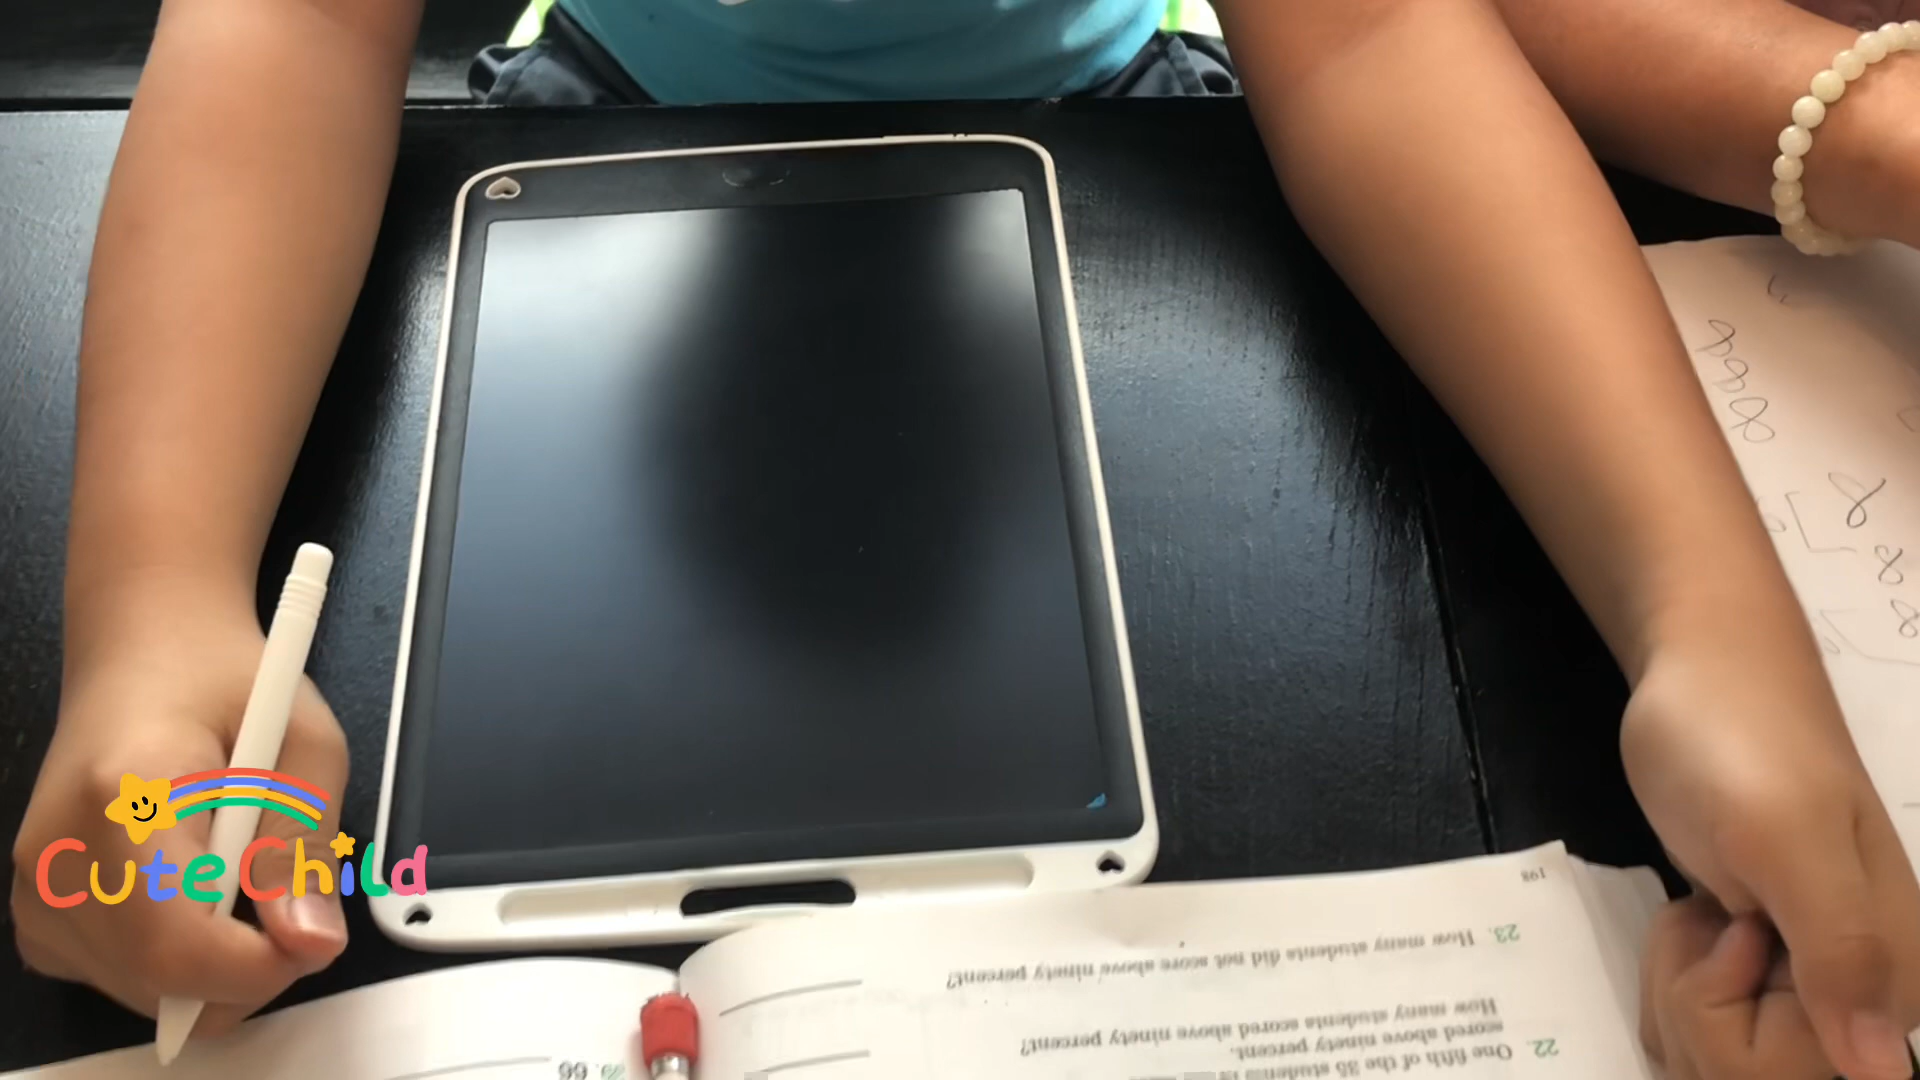 CuteChild
198
22. One fifth of the 35 students
scored above ninety percent.
How many students scored above ninety percent?
23. How many students did not score above ninety percent?
66